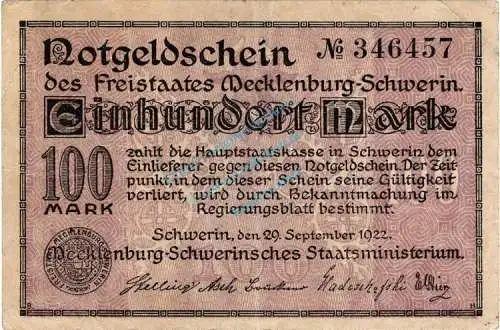 Notgeldschein № 346457
des Freistaates Mecklenburg-Schwerin.
Einhundert Mark
100
MARK
zahlt die Hauptstaatskasse in Schwerin dem
Einlieferer gegen diesen Notgeldschein. Der Zeit-
punkt, in dem dieser Schein seine Gültigkeit
verliert, wird durch Bekanntmachung im
Regierungsblatt bestimmt.
Schwerin, den 29. September 1922.
Mecklenburg-Schwerinsches Staatsministerium.
Stelling Asch